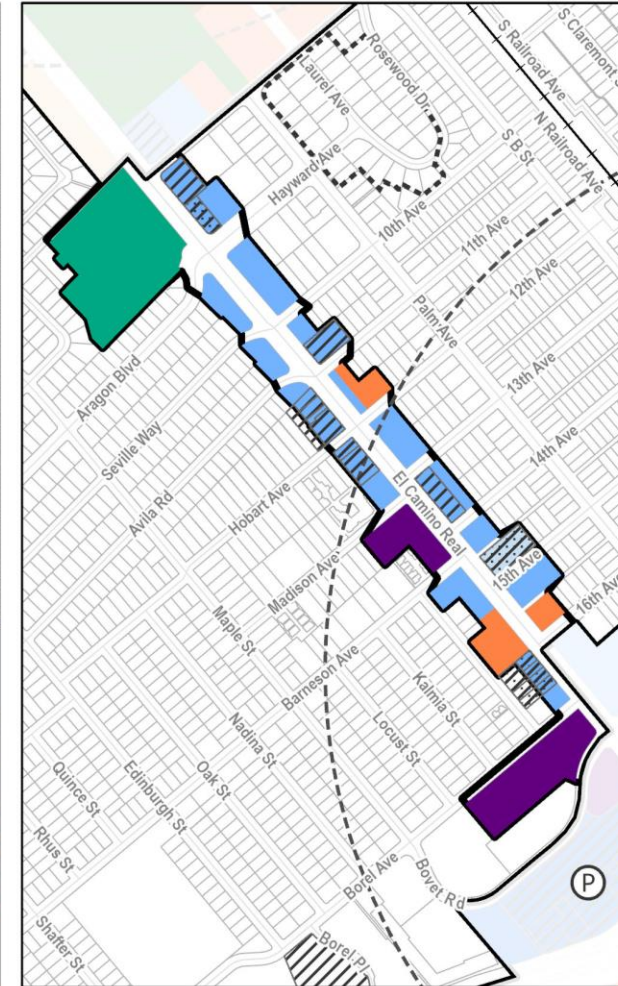 S Claremont S
S Railroad Ave
Rosewood Dr
Laurel Ave
N Railroad Ave
S B St
Hayward Ave
10th Ave
11th Ave
12th Ave
Palm Ave
13th Ave
Aragon Blvd
14th Ave
Seville Way
Avila Rd
Hobart Ave
El Camino Real
15th Ave
16th Ave
Madison Ave
Maple St
Barneson Ave
Kalmia St
Nadina St
Locust St
Oak St
Edinburgh St
Quince St
Rhus St
Borel Ave
Bovet Rd
P
Shafter St
Borel Pl